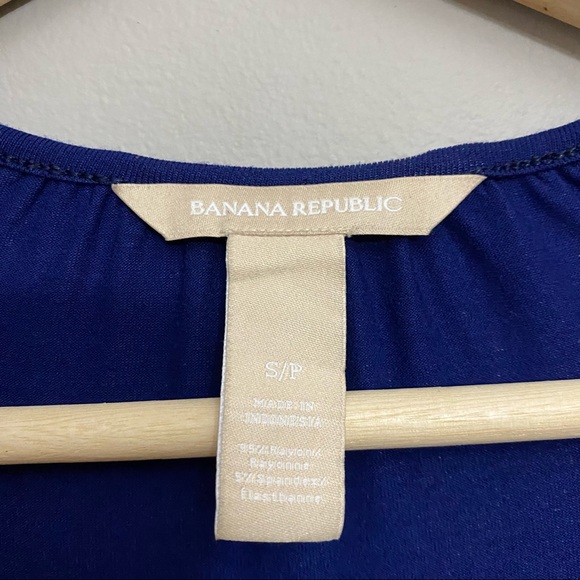 BANANA REPUBLIC
S/P
MADE IN
INDONESIA
95% Rayon/
Rayonne
5% Spandex/
Elasthanne